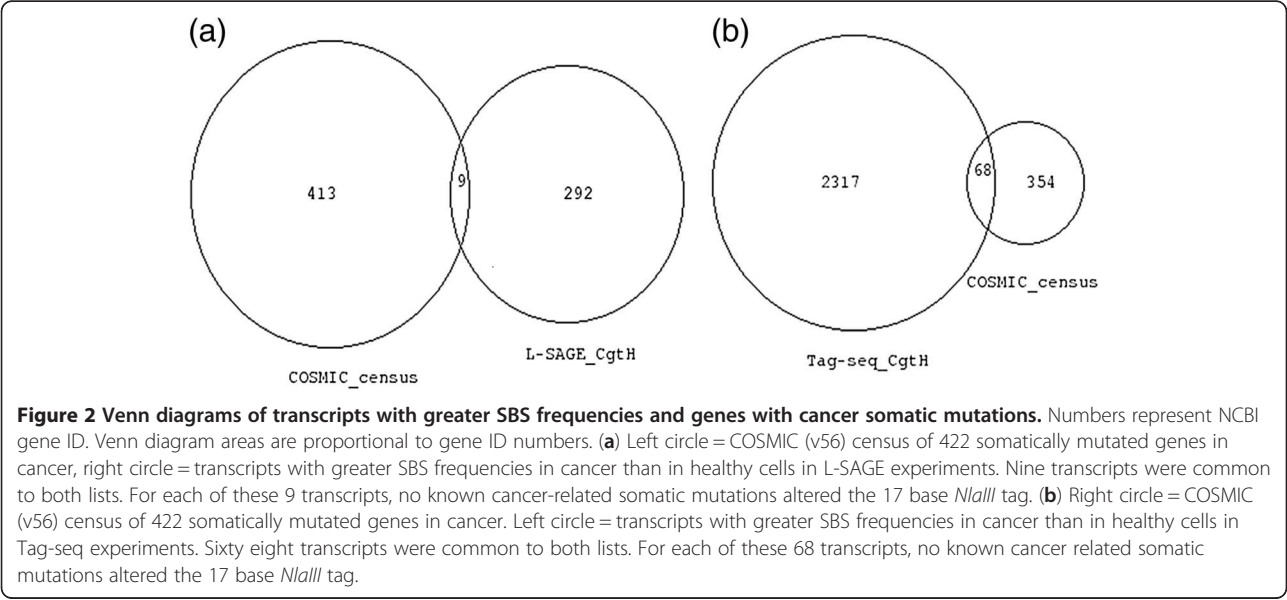 (a)
(b)
413
9
292
2317
68
354
COSMIC_census
L-SAGE_CgtH
Tag-seq_CgtH
COSMIC_census
Figure 2 Venn diagrams of transcripts with greater SBS frequencies and genes with cancer somatic mutations. Numbers represent NCBI
gene ID. Venn diagram areas are proportional to gene ID numbers. (a) Left circle = COSMIC (v56) census of 422 somatically mutated genes in
cancer, right circle = transcripts with greater SBS frequencies in cancer than in healthy cells in L-SAGE experiments. Nine transcripts were common
to both lists. For each of these 9 transcripts, no known cancer-related somatic mutations altered the 17 base NlaIII tag. (b) Right circle = COSMIC
(v56) census of 422 somatically mutated genes in cancer. Left circle = transcripts with greater SBS frequencies in cancer than in healthy cells in
Tag-seq experiments. Sixty eight transcripts were common to both lists. For each of these 68 transcripts, no known cancer related somatic
mutations altered the 17 base NlaIII tag.